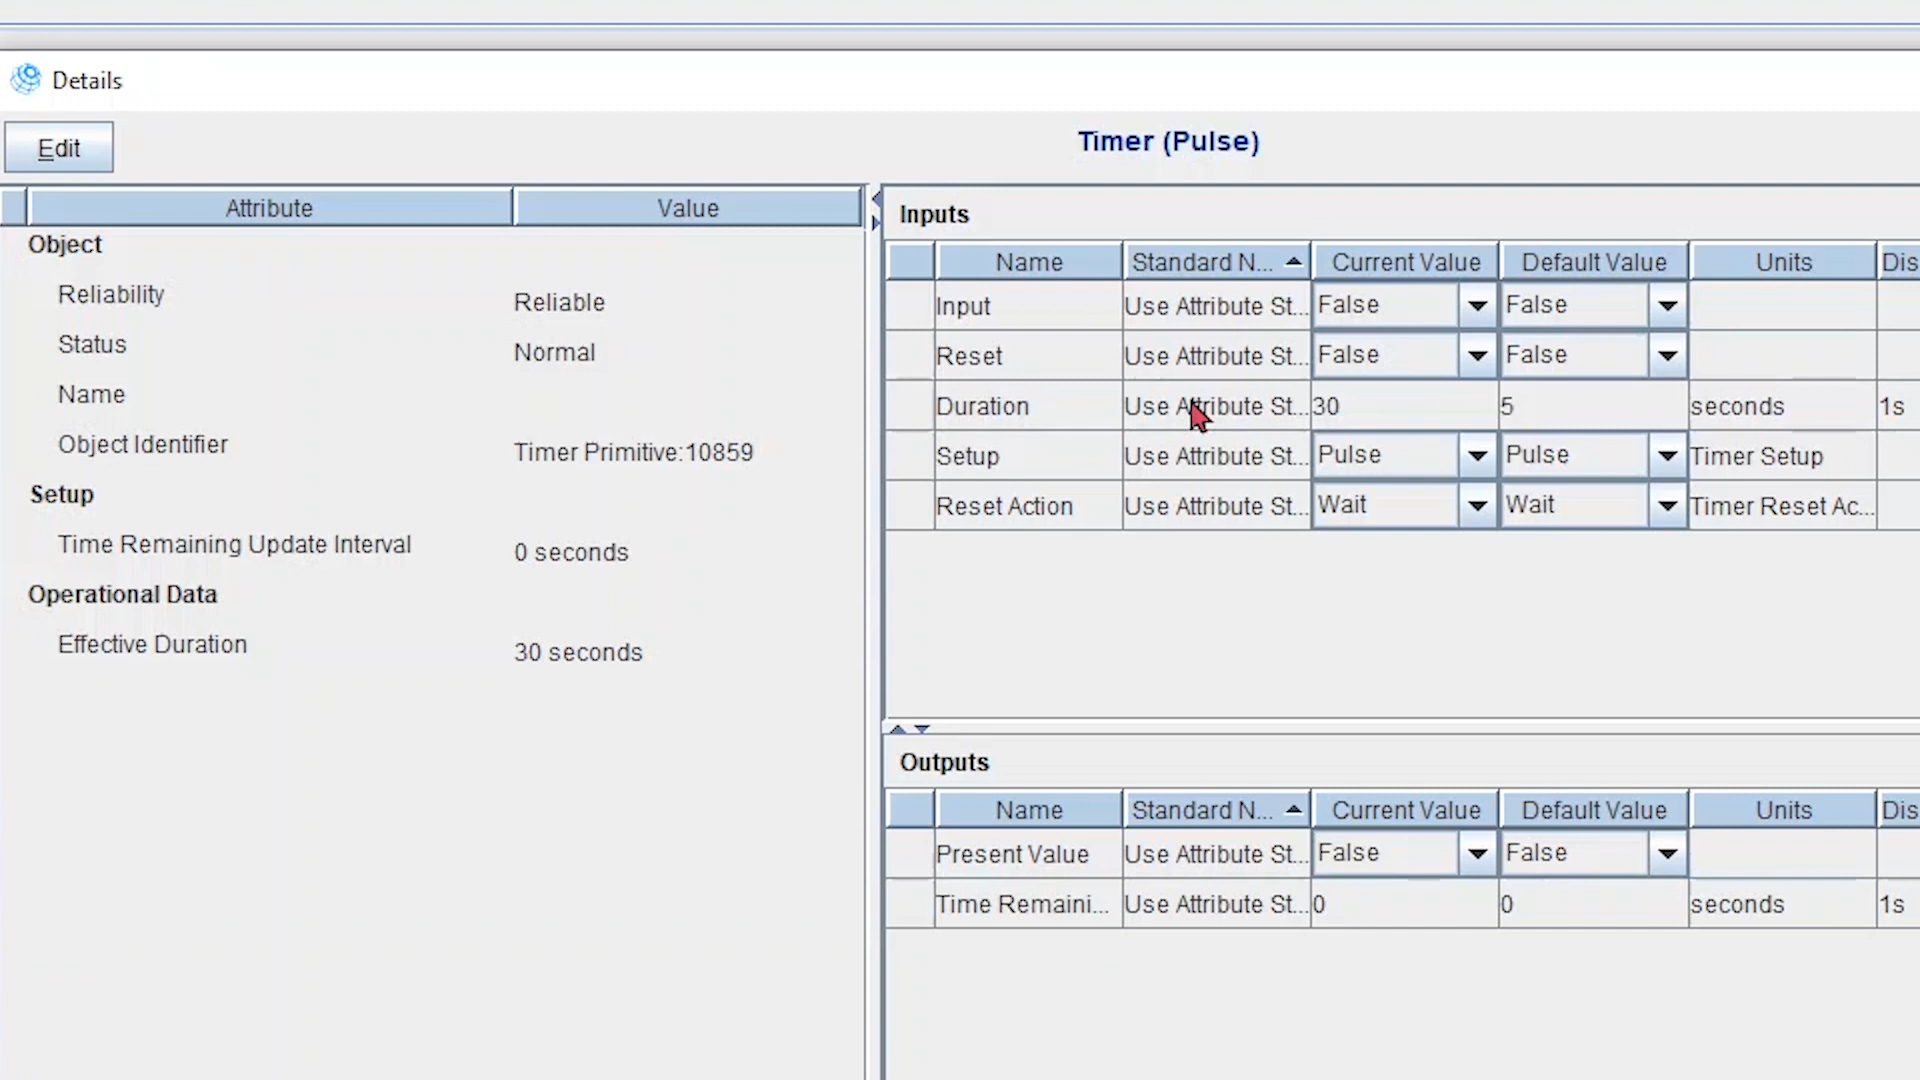 Details
Edit
Timer (Pulse)
Attribute Value
Object
Reliability Reliable
Status Normal
Name
Object Identifier Timer Primitive:10859
Setup
Time Remaining Update Interval 0 seconds
Operational Data
Effective Duration 30 seconds
Inputs
Name Standard N... Current Value Default Value Units Dis
Input Use Attribute St... False False
Reset Use Attribute St... False False
Duration Use Attribute St... 30 5 seconds 1s
Setup Use Attribute St... Pulse Pulse Timer Setup
Reset Action Use Attribute St... Wait Wait Timer Reset Ac...
Outputs
Name Standard N... Current Value Default Value Units Dis
Present Value Use Attribute St... False False
Time Remaini... Use Attribute St... 0 0 seconds 1s